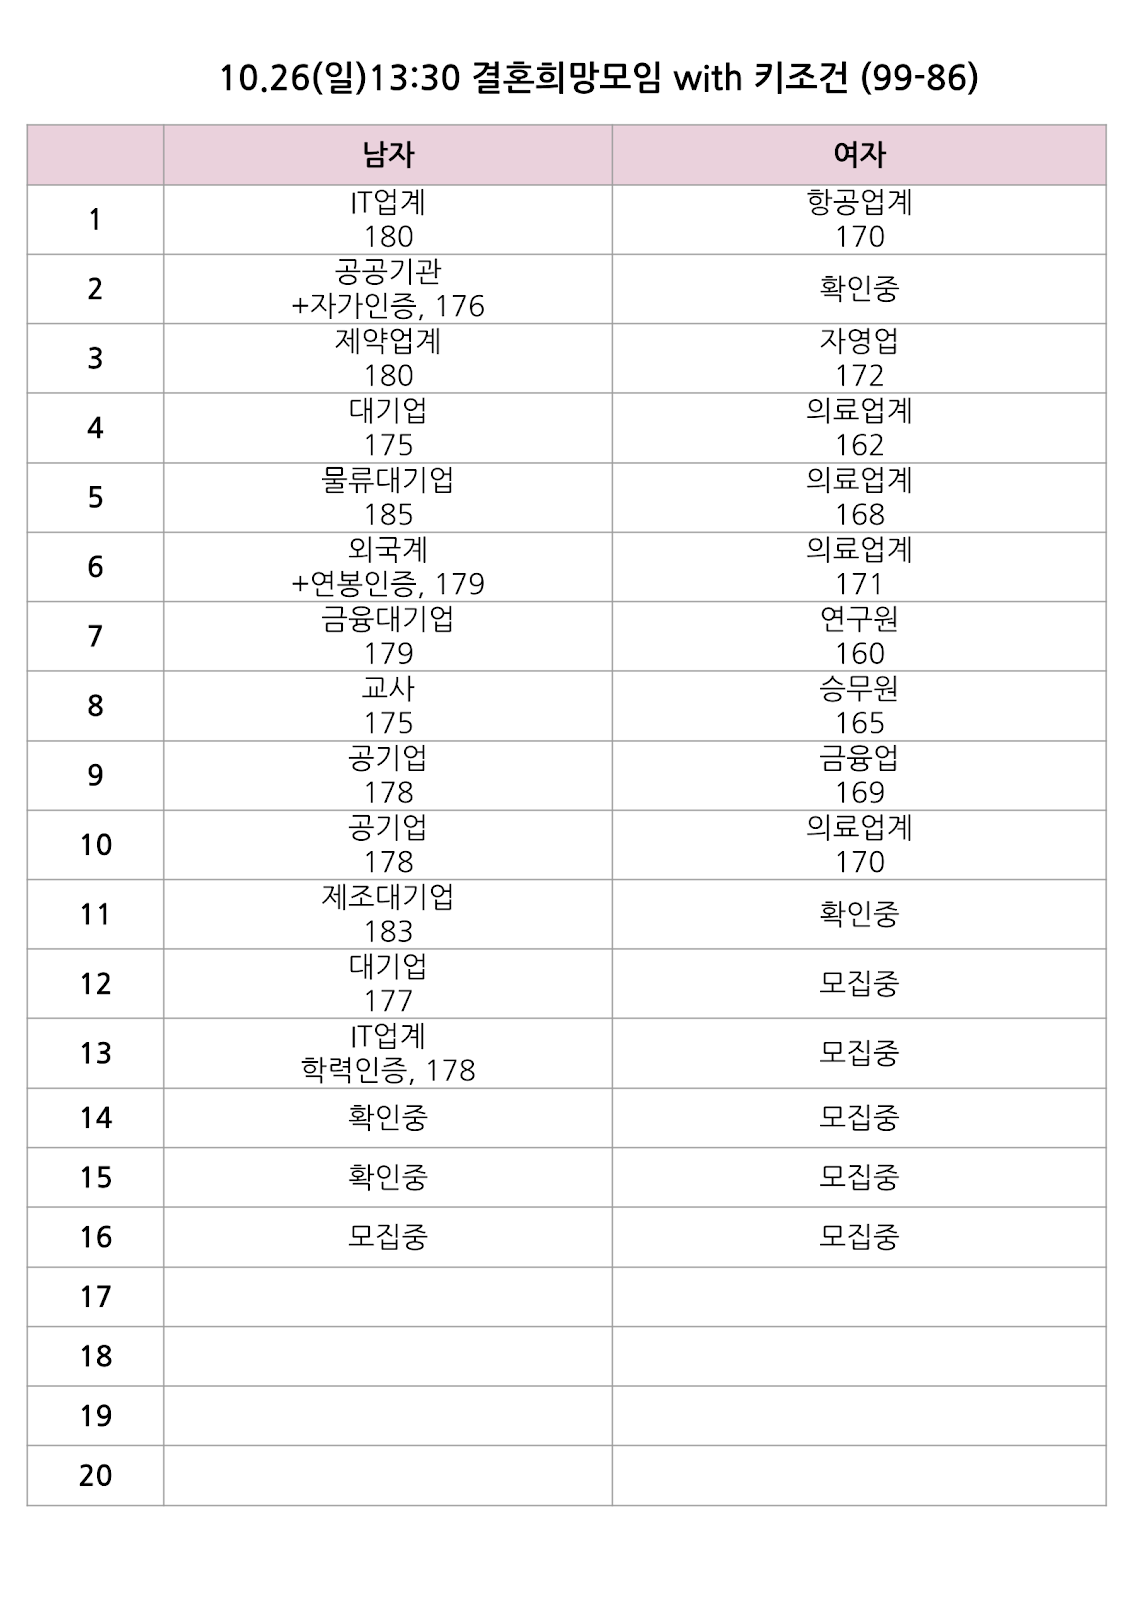 10.26(일)13:30 결혼희망모임 with 키조건 (99-86)
남자 여자
1 IT업계 항공업계
180 170
2 공공기관 확인중
+자가인증, 176
3 제약업계 자영업
180 172
4 대기업 의료업계
175 162
5 물류대기업 의료업계
185 168
6 외국계 의료업계
+연봉인증, 179 171
7 금융대기업 연구원
179 160
8 교사 승무원
175 165
9 공기업 금융업
178 169
10 공기업 의료업계
178 170
11 제조대기업 확인중
183
12 대기업 모집중
177
13 IT업계 모집중
학력인증, 178
14 확인중 모집중
15 확인중 모집중
16 모집중 모집중
17
18
19
20